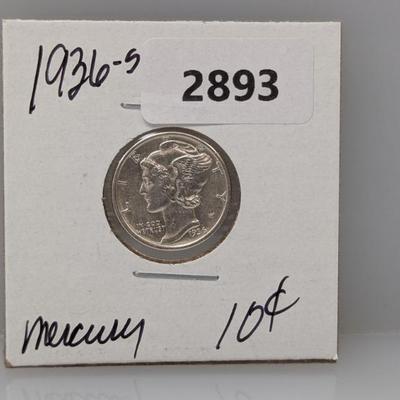 1936-s
2893
LIBERTY
IN GOD
WE TRUST
1936
Mercury 10¢